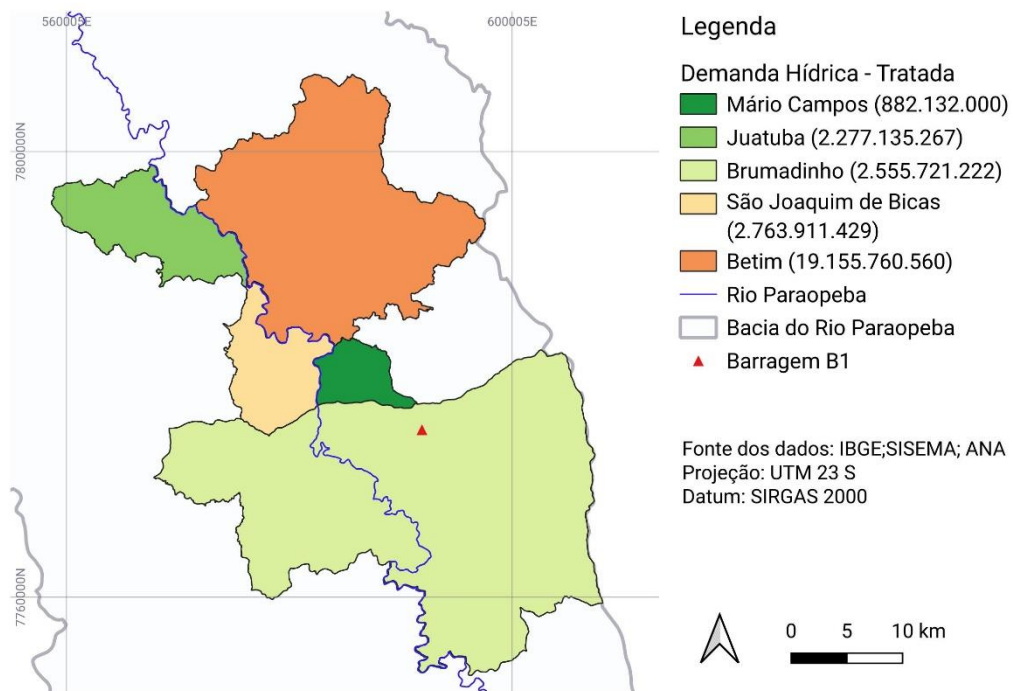 560005E
600005E
7800000N
7760000N
Legenda
Demanda Hídrica - Tratada
Mário Campos (882.132.000)
Juatuba (2.277.135.267)
Brumadinho (2.555.721.222)
São Joaquim de Bicas
(2.763.911.429)
Betim (19.155.760.560)
Rio Paraopeba
Bacia do Rio Paraopeba
Barragem B1
Fonte dos dados: IBGE;SISEMA; ANA
Projeção: UTM 23 S
Datum: SIRGAS 2000
0 5 10 km